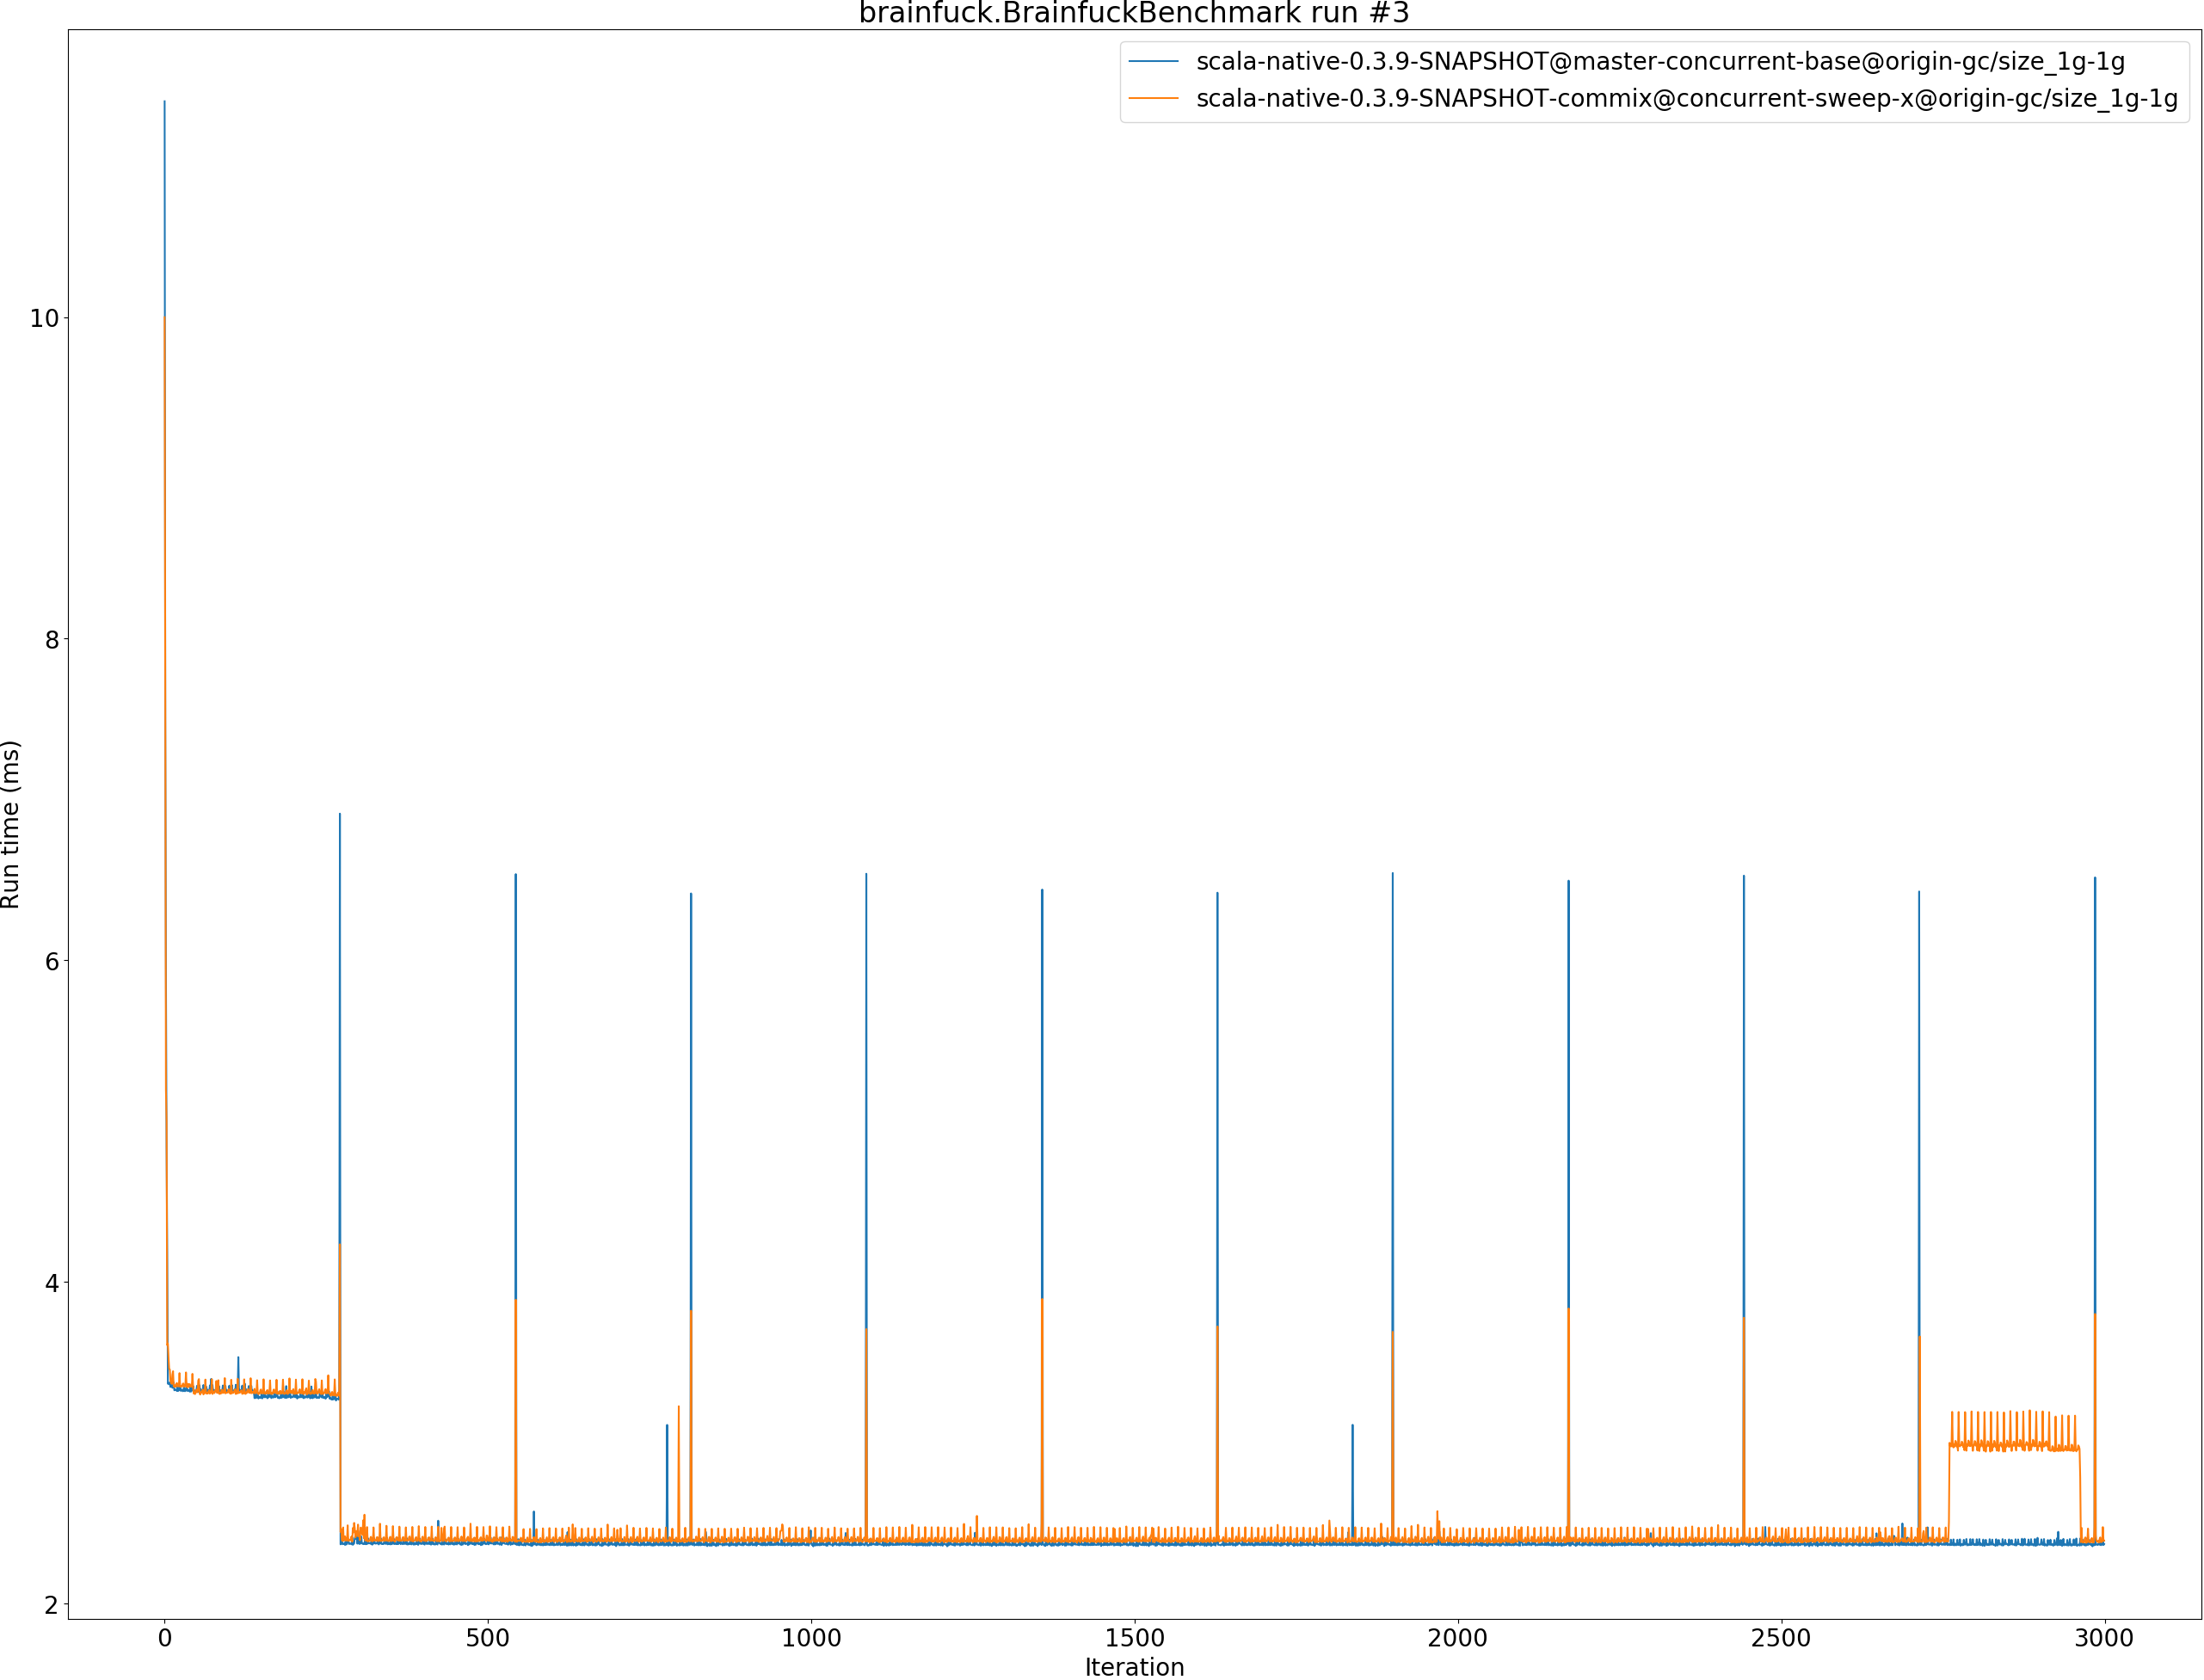 brainfuck.BrainfuckBenchmark run #3
scala-native-0.3.9-SNAPSHOT@master-concurrent-base@origin-gc/size_1g-1g
scala-native-0.3.9-SNAPSHOT-commix@concurrent-sweep-x@origin-gc/size_1g-1g
10
8
6
4
2
Run time (ms)
0
500
1000
1500
2000
2500
3000
Iteration